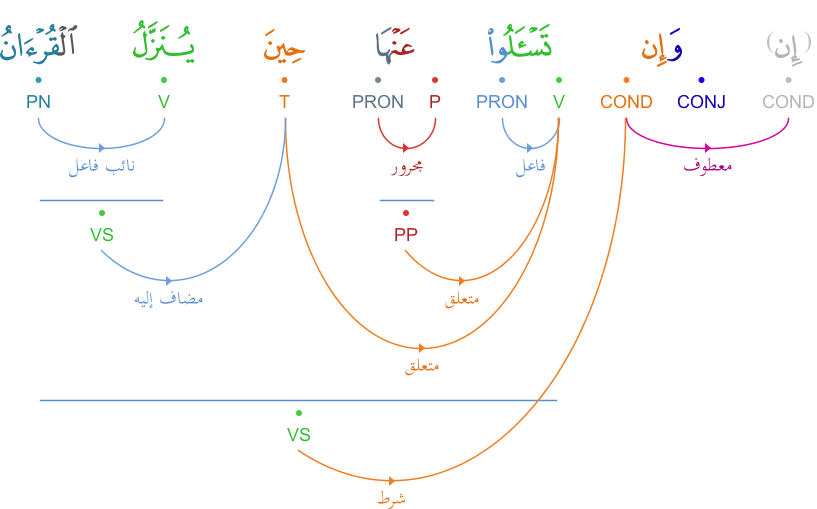 (إِن) وَإِن تَسْـَٔلُوا۟ عَنْهَا حِينَ يُنَزَّلُ ٱلْقُرْءَانُ
COND CONJ COND V PRON P PRON T V PN
معطوف فاعل مجرور نائب فاعل
PP VS
متعلق مضاف إليه
متعلق
VS
شرط